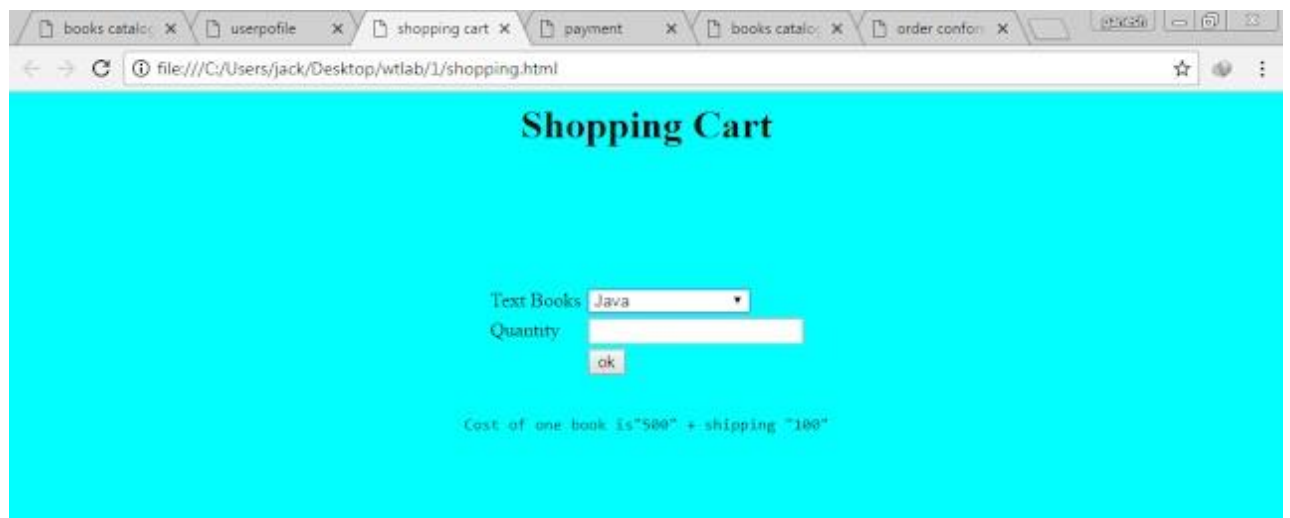 books catalo
userpofile
shopping cart
payment
books catalo
order confor
file:///C:/Users/jack/Desktop/wtlab/1/shopping.html
Shopping Cart
Text Books Java
Quantity
ok
Cost of one book is"500" + shipping "100"